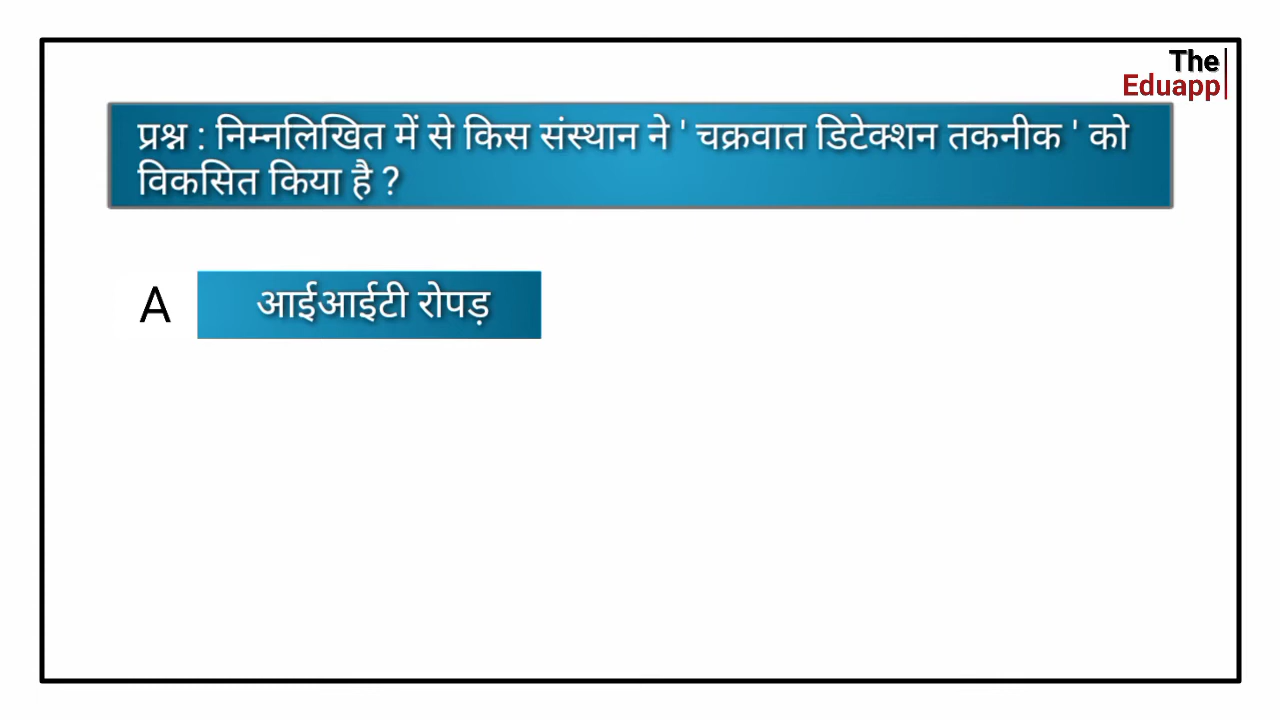 The
Eduapp
प्रश्न : निम्नलिखित में से किस संस्थान ने ' चक्रवात डिटेक्शन तकनीक ' को
विकसित किया है ?
A आईआईटी रोपड़